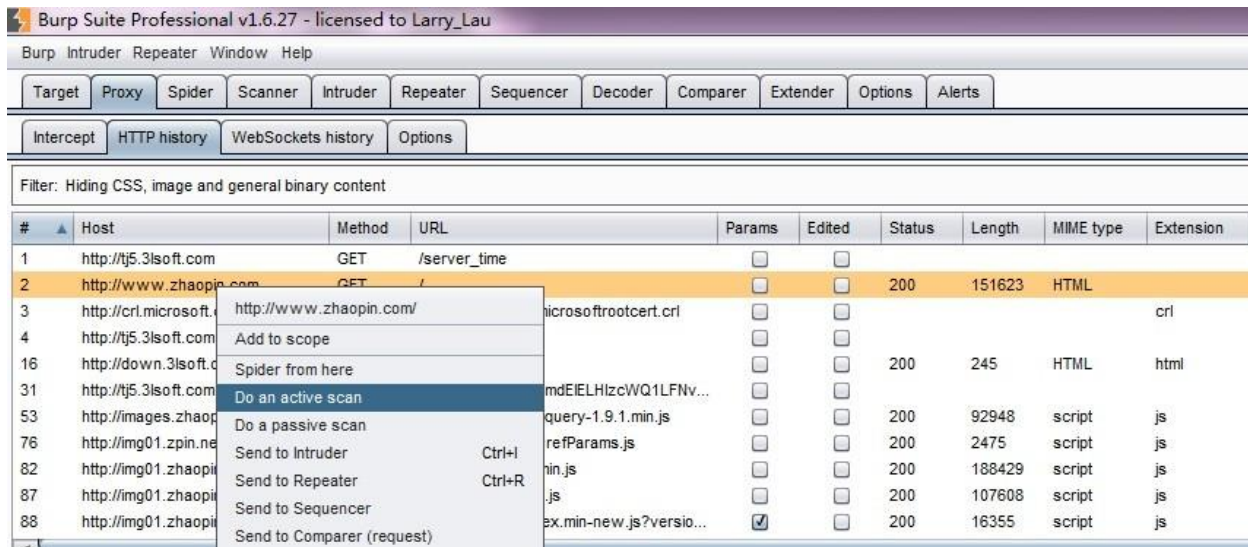 Burp Suite Professional v1.6.27 - licensed to Larry_Lau
Burp Intruder Repeater Window Help
Target Proxy Spider Scanner Intruder Repeater Sequencer Decoder Comparer Extender Options Alerts
Intercept HTTP history WebSockets history Options
Filter: Hiding CSS, image and general binary content
# Host Method URL Params Edited Status Length MIME type Extension
1 http://tj5.3lsoft.com GET /server_time
2 http://www.zhaopin.com GET / 200 151623 HTML
http://www.zhaopin.com/
3 http://crl.microsoft. icrosoftrootcert.crl crl
4 http://tj5.3lsoft.com
Add to scope
16 http://down.3lsoft. 200 245 HTML html
Spider from here
31 http://tj5.3lsoft.com mdEIELHIzcWQ1LFNv...
Do an active scan
53 http://images.zhaop query-1.9.1.min.js 200 92948 script js
Do a passive scan
76 http://img01.zpin.ne refParams.js 200 2475 script js
Send to Intruder Ctrl+I
82 http://img01.zhaopi in.js 200 188429 script js
Send to Repeater Ctrl+R
87 http://img01.zhaopi .js 200 107608 script js
Send to Sequencer
88 http://img01.zhaopi ex.min-new.js?versio... 200 16355 script js
Send to Comparer (request)